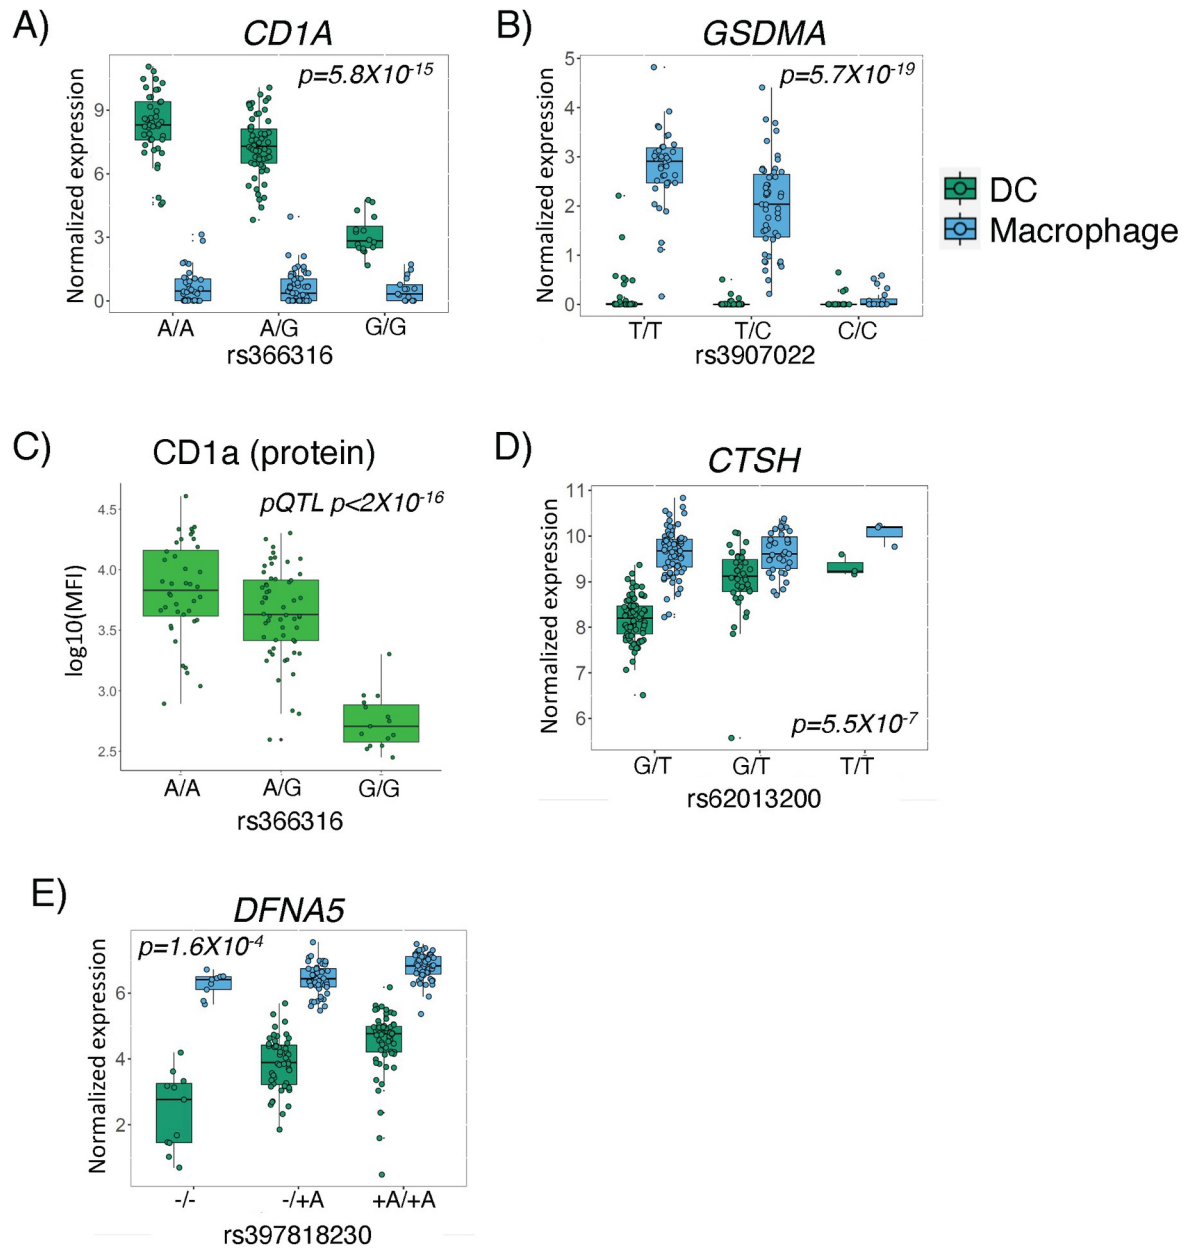 A)
CD1A
p=5.8X10-15
Normalized expression
9
6
3
0
A/A A/G G/G
rs366316
B)
GSDMA
p=5.7X10-19
Normalized expression
5
4
3
2
1
0
T/T T/C C/C
rs3907022
DC
Macrophage
C)
CD1a (protein)
pQTL p<2X10-16
log10(MFI)
4.5
4.0
3.5
3.0
2.5
A/A A/G G/G
rs366316
D)
CTSH
Normalized expression
11
10
9
8
7
6
p=5.5X10-7
G/T G/T T/T
rs62013200
E)
DFNA5
p=1.6X10-4
Normalized expression
6
4
2
-/- -/+A +A/+A
rs397818230